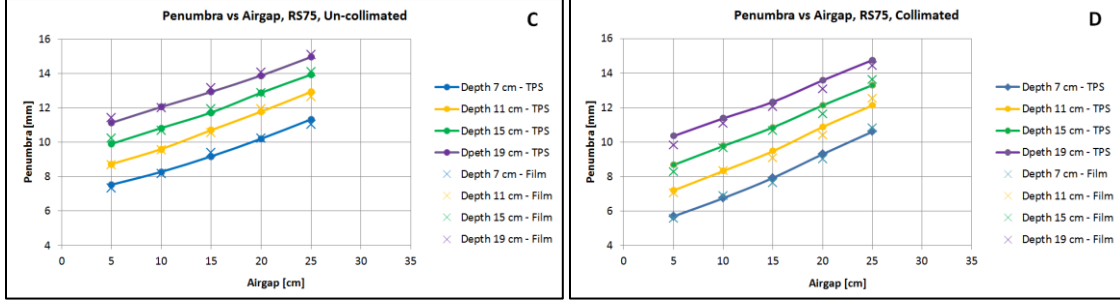 Penumbra vs Airgap, RS75, Un-collimated
C
16
14
12
10
8
6
4
Penumbra [mm]
0 5 10 15 20 25 30 35
Airgap [cm]
Depth 7 cm - TPS
Depth 11 cm - TPS
Depth 15 cm - TPS
Dpeth 19 cm - TPS
Depth 7 cm - Film
Depth 11 cm - Film
Depth 15 cm - Film
Depth 19 cm - Film
Penumbra vs Airgap, RS75, Collimated
D
16
14
12
10
8
6
4
Penumbra [mm]
0 5 10 15 20 25 30 35
Airgap [cm]
Depth 7 cm - TPS
Depth 11 cm - TPS
Depth 15 cm - TPS
Depth 19 cm - TPS
Depth 7 cm - Film
Depth 11 cm - Film
Depth 15 cm - Film
Dpeth 19 cm - Film